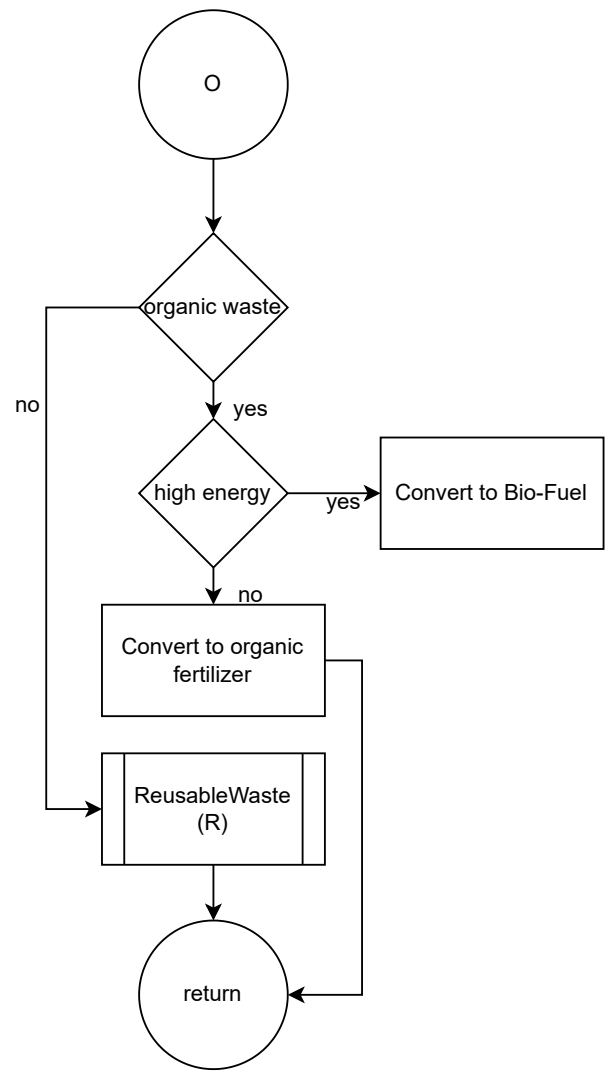 O
organic waste
no
yes
high energy
yes
Convert to Bio-Fuel
no
Convert to organic
fertilizer
ReusableWaste
(R)
return